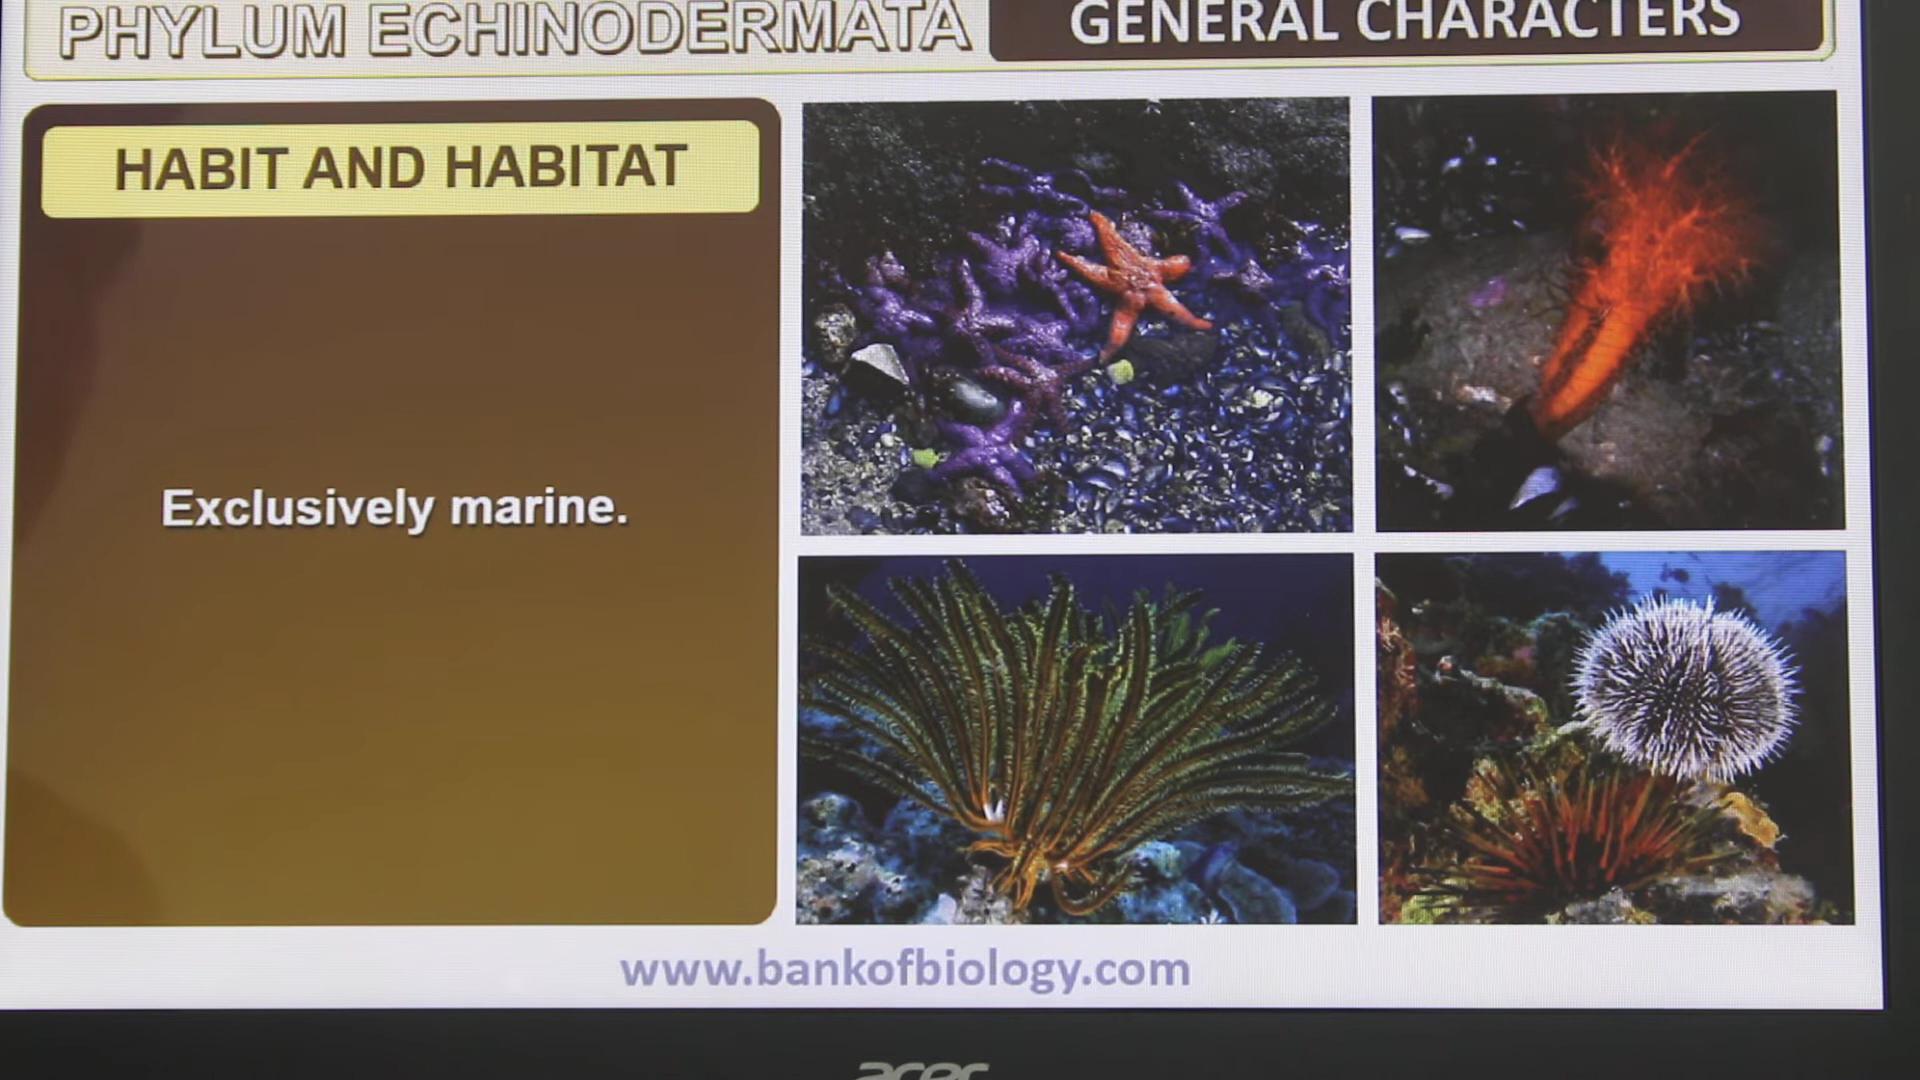 PHYLUM ECHINODERMATA
GENERAL CHARACTERS
HABIT AND HABITAT
Exclusively marine.
www.bankofbiology.com
acer